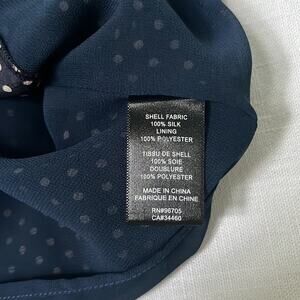 SHELL FABRIC
100% SILK
LINING
100% POLYESTER
TISSU DE SHELL
100% SOIE
DOUBLURE
100% POLYESTER
MADE IN CHINA
FABRIQUE EN CHINE
RN#96705
CA#34460